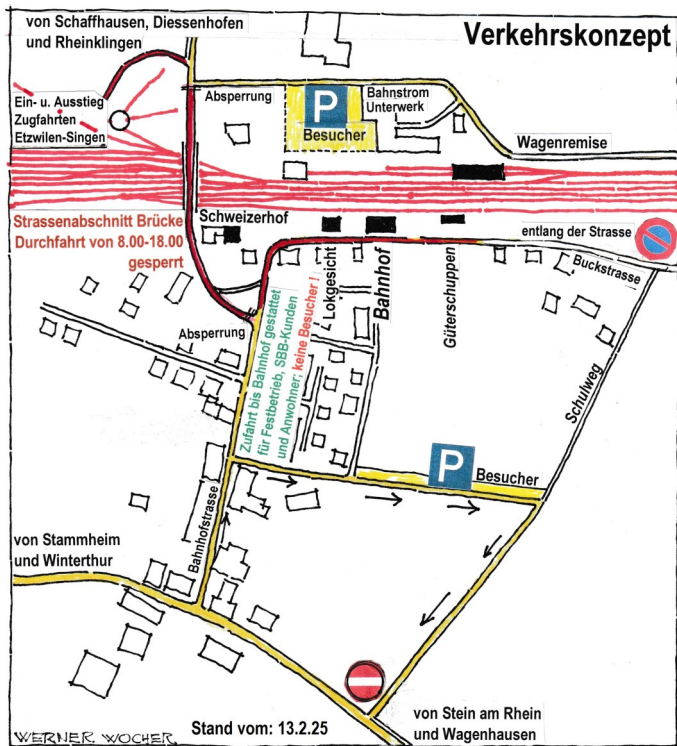 von Schaffhausen, Diessenhofen
und Rheinklingen
Verkehrskonzept
Ein- u. Ausstieg
Zugfahrten
Etzwilen-Singen
Absperrung
P
Besucher
Bahnstrom
Unterwerk
Wagenremise
Strassenabschnitt Brücke
Durchfahrt von 8.00-18.00
gesperrt
Schweizerhof
entlang der Strasse
Buckstrasse
Lokgesicht
Bahnhof
Güterschuppen
Absperrung
Zufahrt bis Bahnhof gestattet
für Festbetrieb, SBB-Kunden
und Anwohner; keine Besucher !
Schulweg
P
Besucher
Bahnhofstrasse
von Stammheim
und Winterthur
von Stein am Rhein
und Wagenhausen
Stand vom: 13.2.25
WERNER WOCHER